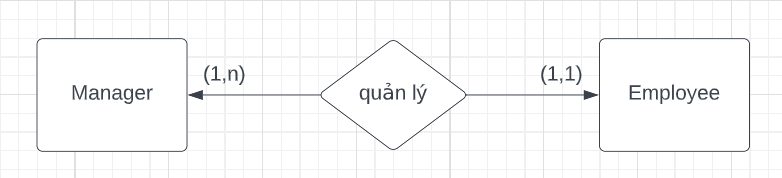 (1,n)
(1,1)
Manager
quản lý
Employee